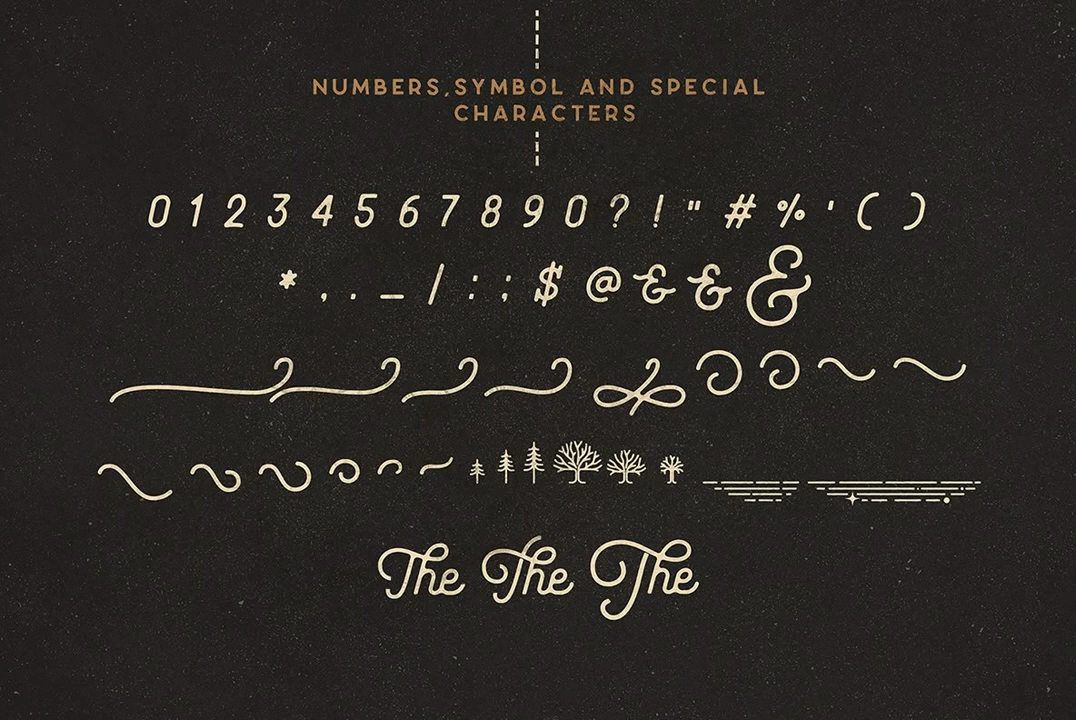 NUMBERS,SYMBOL AND SPECIAL
CHARACTERS
0 1 2 3 4 5 6 7 8 9 0 ? ! " # % ' ( )
* , . _ / : ; $ @ & & &
The The The